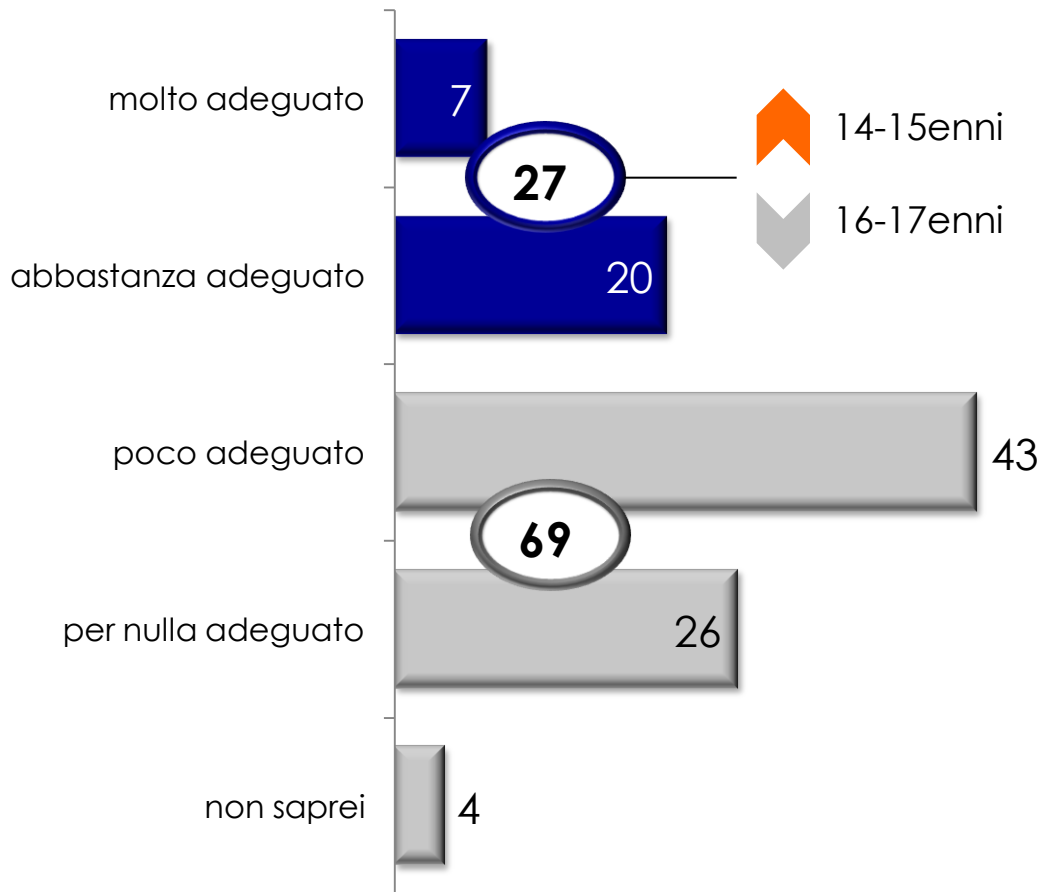 molto adeguato
7
27
14-15enni
16-17enni
abbastanza adeguato
20
poco adeguato
43
69
per nulla adeguato
26
non saprei
4